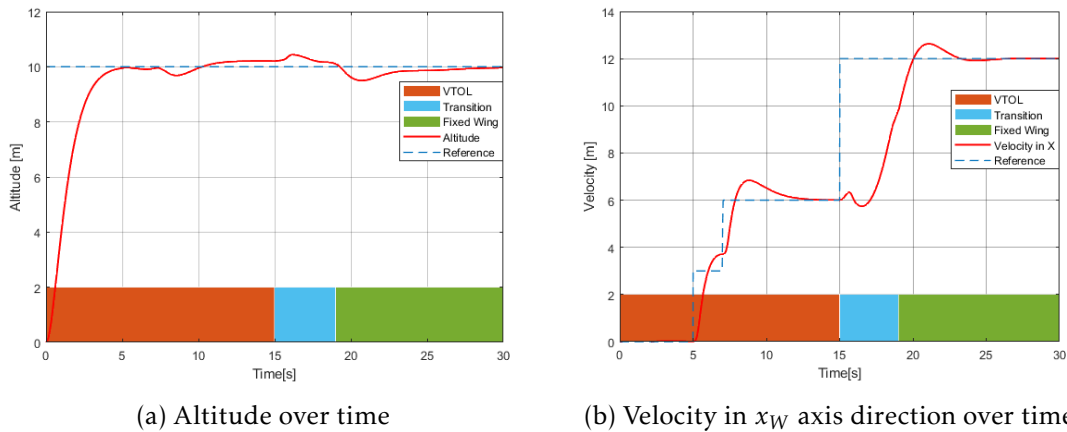 12
10
8
6
4
2
0
Altitude [m]
0 5 10 15 20 25 30
Time[s]
VTOL
Transition
Fixed Wing
Altitude
Reference
(a) Altitude over time
14
12
10
8
6
4
2
0
Velocity [m]
0 5 10 15 20 25 30
Time[s]
VTOL
Transition
Fixed Wing
Velocity in X
Reference
(b) Velocity in x_W axis direction over time